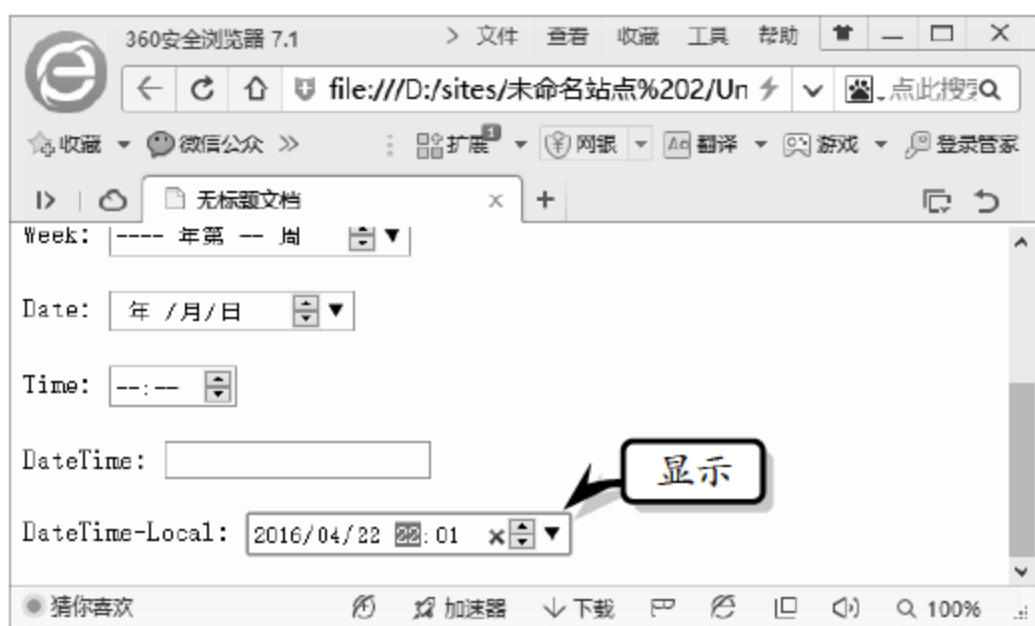 360安全浏览器 7.1 > 文件 查看 收藏 工具 帮助
file:///D:/sites/未命名站点%202/Un 点此搜索
收藏 微信公众 >> 扩展 1 网银 翻译 游戏 登录管家
无标题文档 × +
Week: ---- 年第 -- 周
Date: 年 /月/日
Time: --:--
DateTime:
显示
DateTime-Local: 2016/04/22 22:01
猜你喜欢 加速器 下载 100%